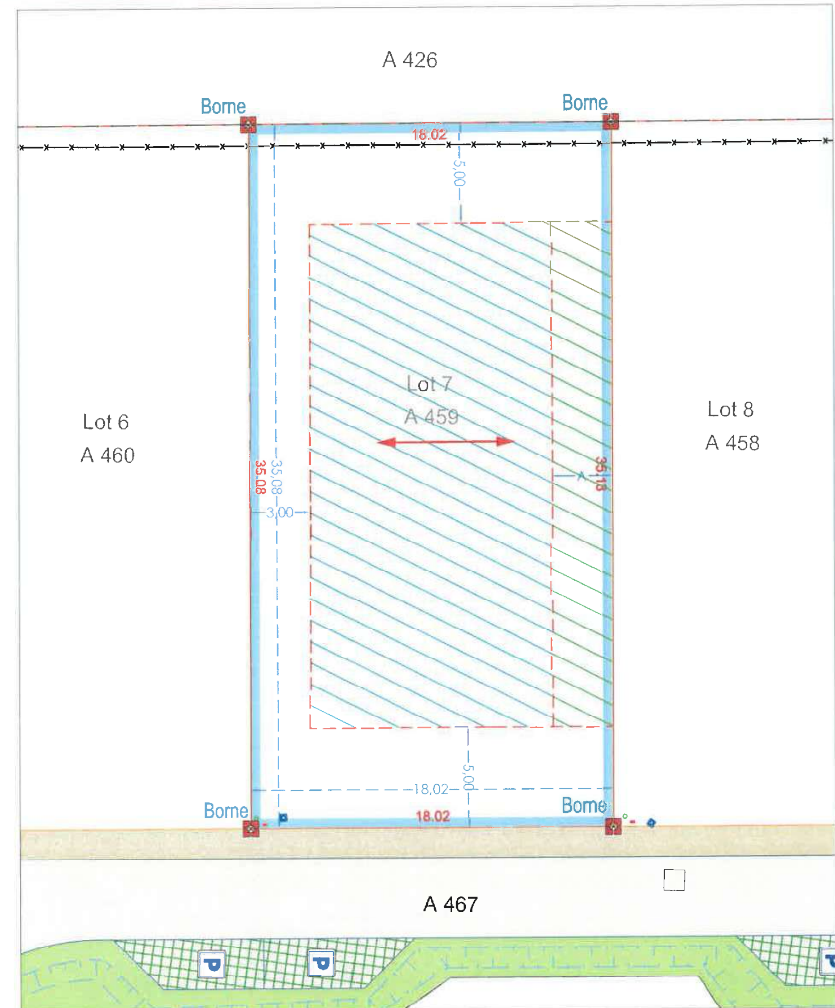 A 426
Borne
Borne
18.02
5,00
Lot 7
A 459
Lot 6
A 460
Lot 8
A 458
35.08
35,08
35.18
A
3,00
5,00
18,02
Borne
Borne
18.02
A 467
P
P
P